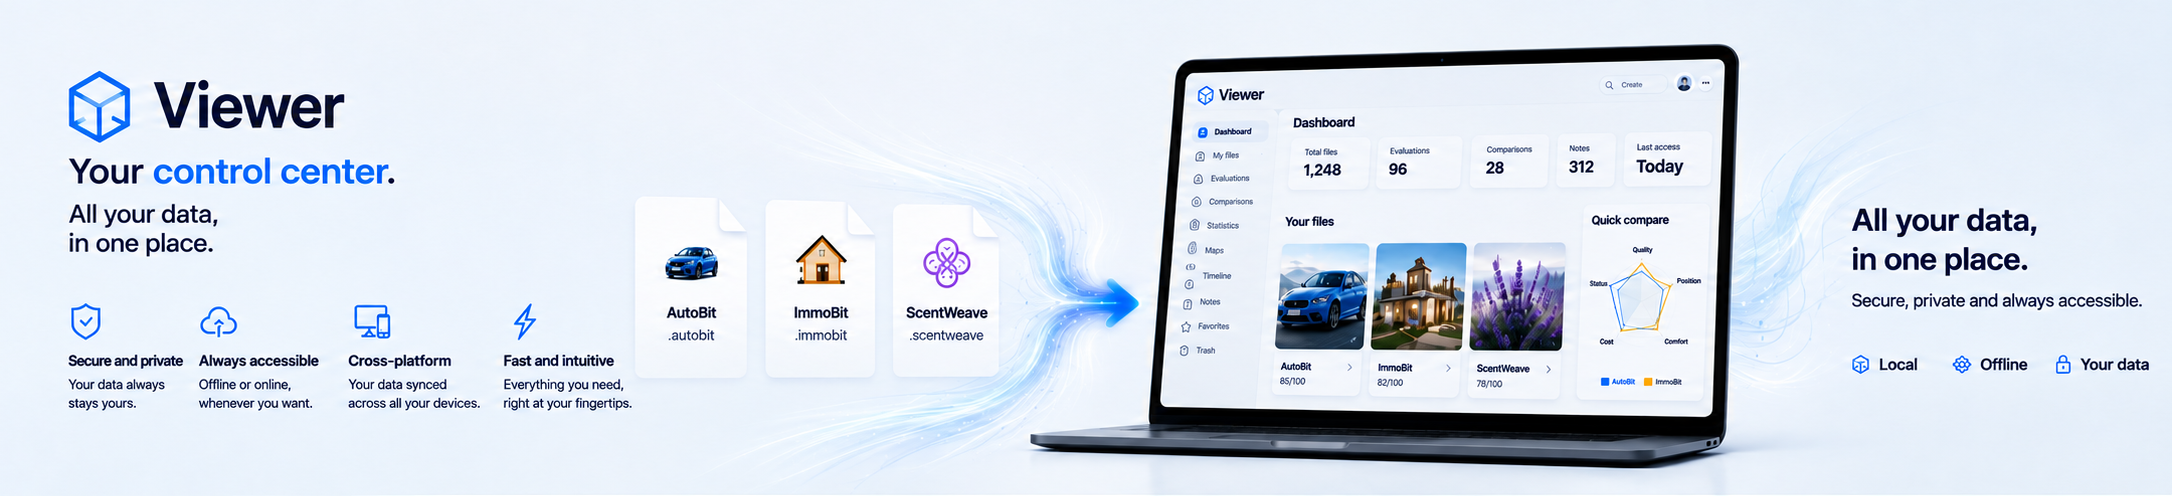 Viewer
Your control center.
All your data,
in one place.
Secure and private
Your data always
stays yours.
Always accessible
Offline or online,
whenever you want.
Cross-platform
Your data synced
across all your devices.
Fast and intuitive
Everything you need,
right at your fingertips.
AutoBit
.autobit
ImmoBit
.immobit
ScentWeave
.scentweave
Viewer
Create
Dashboard
My files
Evaluations
Comparisons
Statistics
Maps
Timeline
Notes
Favorites
Trash
Dashboard
Total files
1,248
Evaluations
96
Comparisons
28
Notes
312
Last access
Today
Your files
AutoBit
85/100
ImmoBit
82/100
ScentWeave
78/100
Quick compare
Quality
Status
Position
Cost
Comfort
AutoBit
ImmoBit
All your data,
in one place.
Secure, private and always accessible.
Local
Offline
Your data